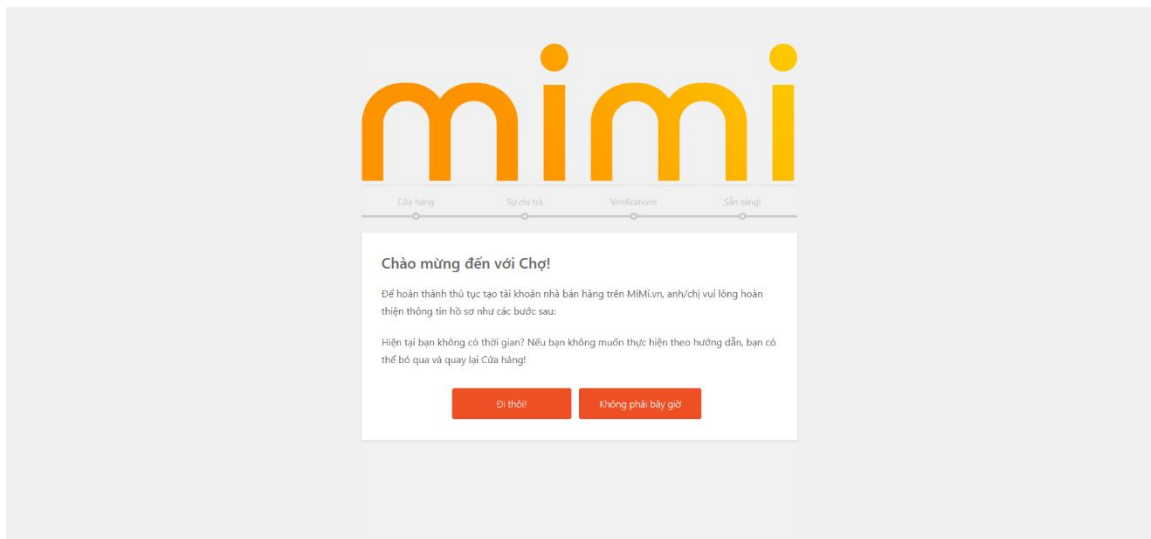 mimi
Cửa hàng
Sự chi trả
Verifications
Sẵn sàng!
Chào mừng đến với Chợ!
Để hoàn thành thủ tục tạo tài khoản nhà bán hàng trên MiMi.vn, anh/chị vui lòng hoàn
thiện thông tin hồ sơ như các bước sau:
Hiện tại bạn không có thời gian? Nếu bạn không muốn thực hiện theo hướng dẫn, bạn có
thể bỏ qua và quay lại Cửa hàng!
Đi thôi!
Không phải bây giờ